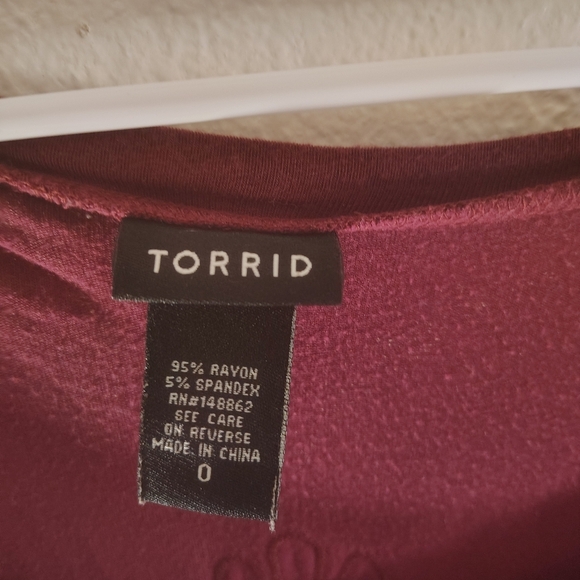 TORRID
95% RAYON
5% SPANDEX
RN#148862
SEE CARE
ON REVERSE
MADE IN CHINA
0